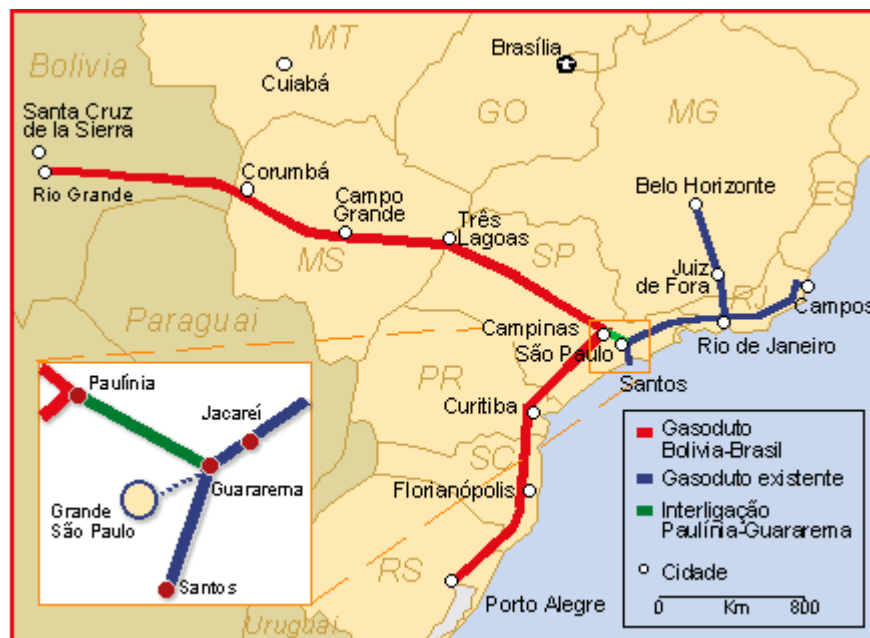 MT
Brasília
Bolivia
Cuiabá
GO
MG
Santa Cruz
de la Sierra
Rio Grande
Corumbá
Campo
Grande
Três
Lagoas
MS
Belo Horizonte
ES
SP
Juiz
de Fora
RJ
Campos
Paraguai
Campinas
São Paulo
Rio de Janeiro
Santos
PR
Curitiba
SC
Florianópolis
RS
Porto Alegre
Uruguai
Paulínia
Jacareí
Guararema
Grande
São Paulo
Santos
Gasoduto
Bolivia-Brasil
Gasoduto existente
Interligação
Paulínia-Guararema
Cidade
0 Km 800